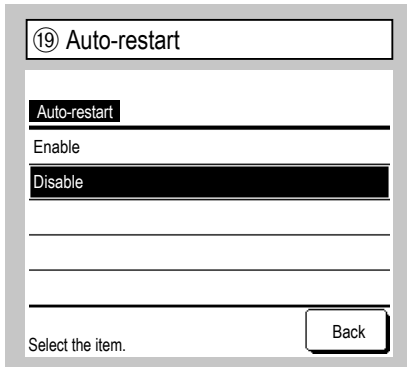 ⑲ Auto-restart
Auto-restart
Enable
Disable
Select the item.
Back